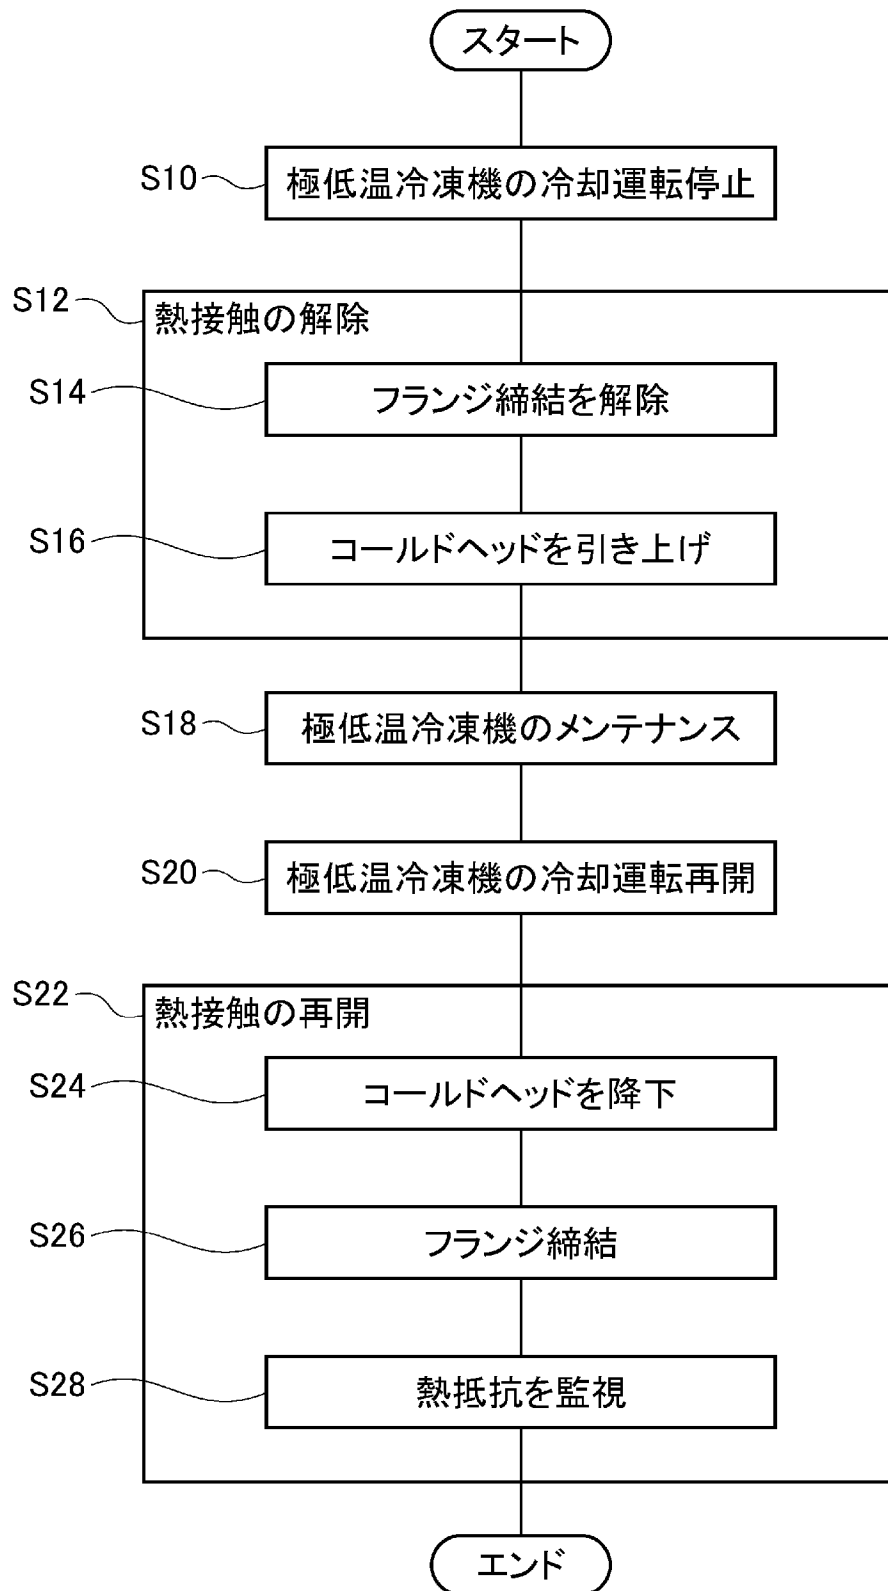 スタート
S10
極低温冷凍機の冷却運転停止
S12
熱接触の解除
S14
フランジ締結を解除
S16
コールドヘッドを引き上げ
S18
極低温冷凍機のメンテナンス
S20
極低温冷凍機の冷却運転再開
S22
熱接触の再開
S24
コールドヘッドを降下
S26
フランジ締結
S28
熱抵抗を監視
エンド